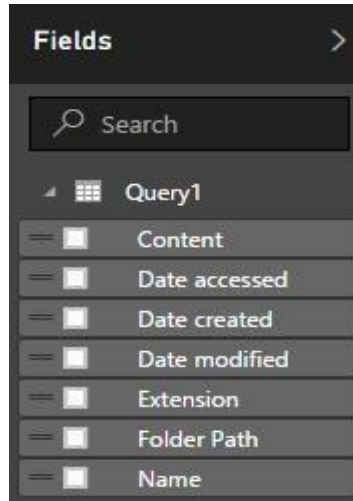 Fields
Search
Query1
Content
Date accessed
Date created
Date modified
Extension
Folder Path
Name